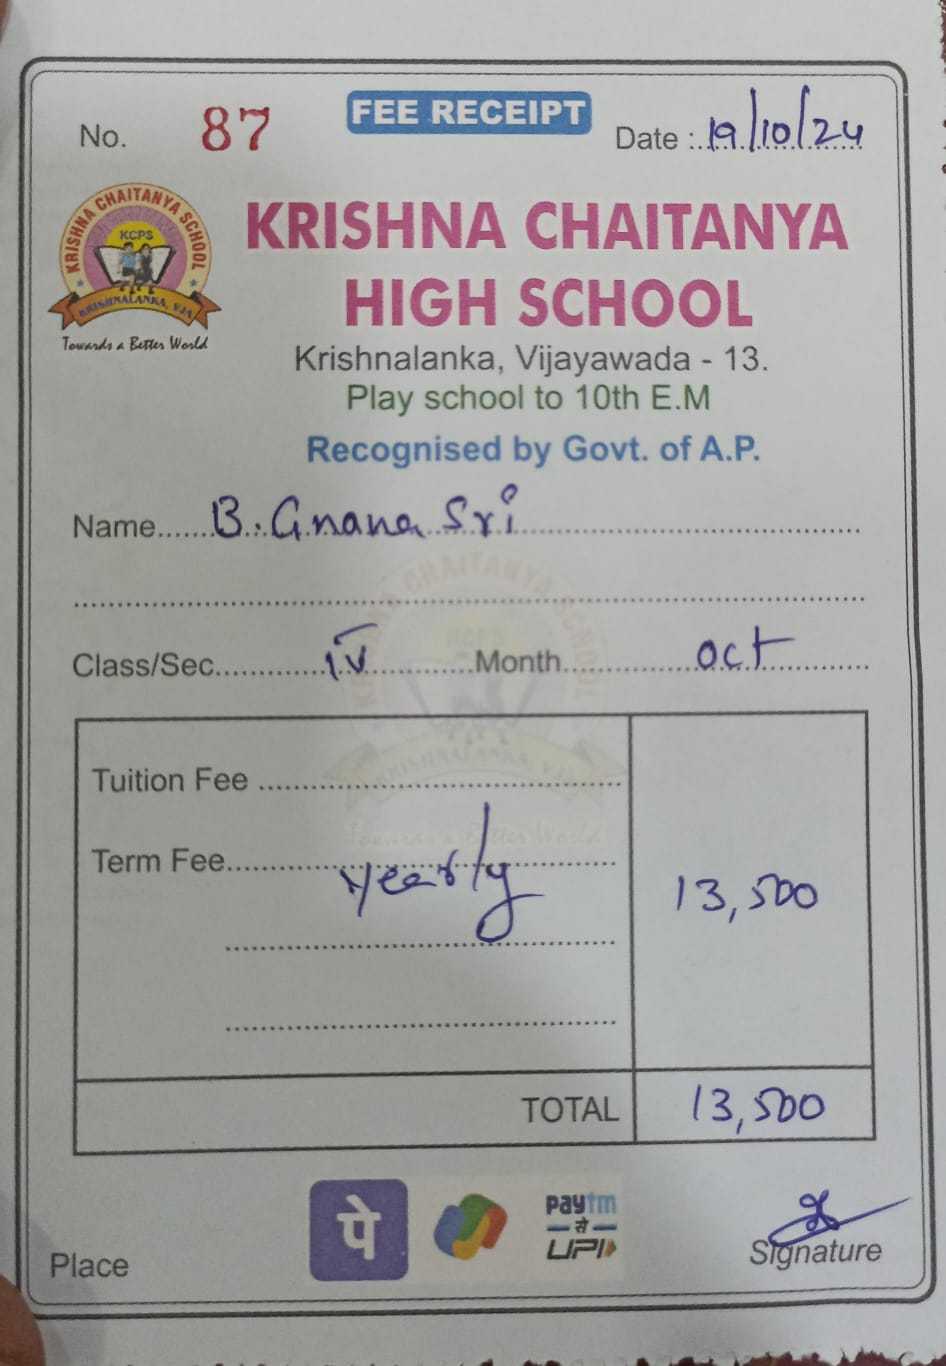 No. 87 FEE RECEIPT Date : 19/10/24
KRISHNA CHAITANYA SCHOOL
KCPS
KRISHNALANKA, VJA
Towards a Better World
KRISHNA CHAITANYA
HIGH SCHOOL
Krishnalanka, Vijayawada - 13.
Play school to 10th E.M
Recognised by Govt. of A.P.
Name B. Gnana Sri
Class/Sec. IV Month Oct
Tuition Fee
Term Fee
yearly 13,500
TOTAL 13,500
पे paytm
से
UPI
Place Signature